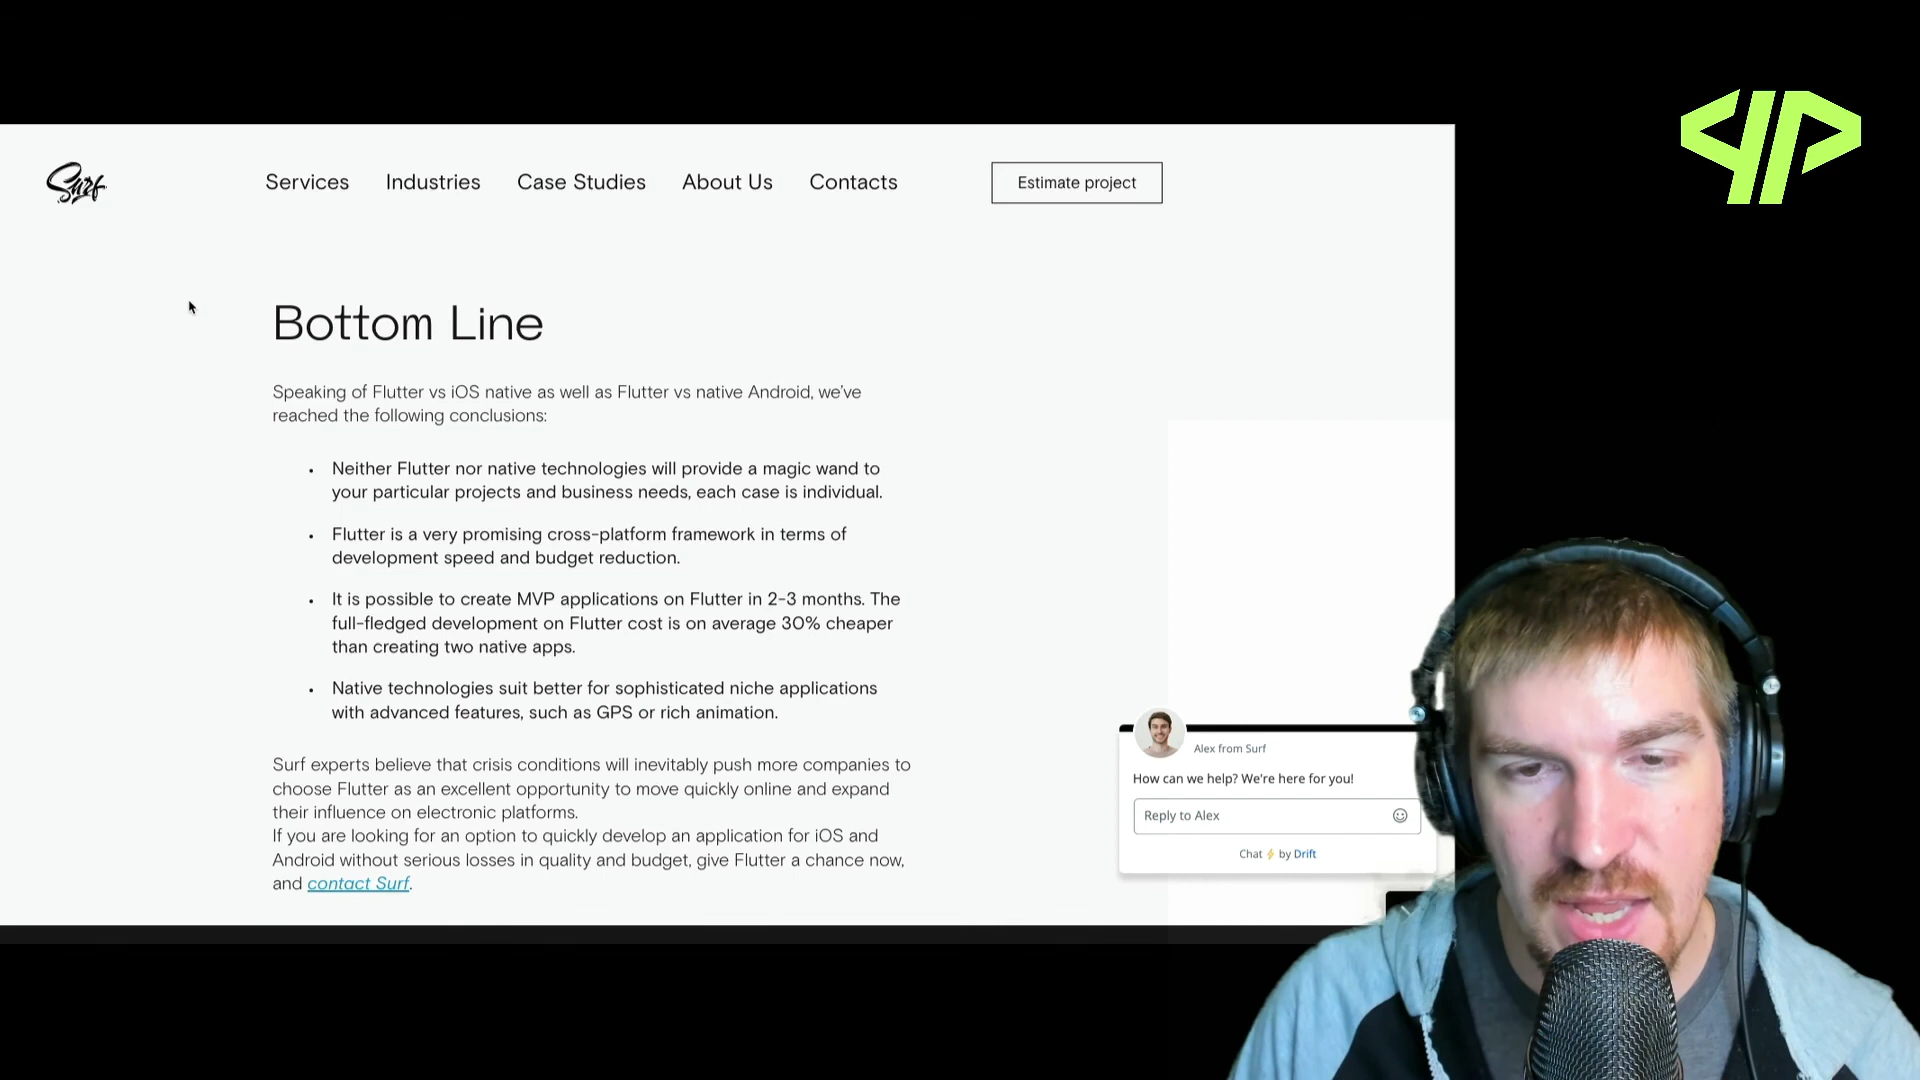 Surf
Services Industries Case Studies About Us Contacts Estimate project
Bottom Line
Speaking of Flutter vs iOS native as well as Flutter vs native Android, we've
reached the following conclusions:
• Neither Flutter nor native technologies will provide a magic wand to
your particular projects and business needs, each case is individual.
• Flutter is a very promising cross-platform framework in terms of
development speed and budget reduction.
• It is possible to create MVP applications on Flutter in 2-3 months. The
full-fledged development on Flutter cost is on average 30% cheaper
than creating two native apps.
• Native technologies suit better for sophisticated niche applications
with advanced features, such as GPS or rich animation.
Surf experts believe that crisis conditions will inevitably push more companies to
choose Flutter as an excellent opportunity to move quickly online and expand
their influence on electronic platforms.
If you are looking for an option to quickly develop an application for iOS and
Android without serious losses in quality and budget, give Flutter a chance now,
and contact Surf.
Alex from Surf
How can we help? We're here for you!
Reply to Alex
Chat ⚡ by Drift